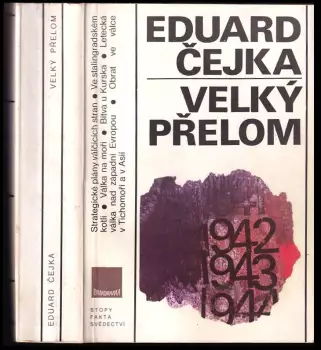 EDUARD
ČEJKA
VELKÝ
PŘELOM
1942
1943
1944
Strategické plány válčících stran ● Ve stalingradském
kotli ● Válka na moři ● Bitva u Kurska ● Letecká
válka nad západní Evropou ● Obrat ve válce
v Tichomoří a v Asii
PANORAMA
STOPY
FAKTA
SVĚDECTVÍ
EDUARD ČEJKA
VELKÝ PŘELOM